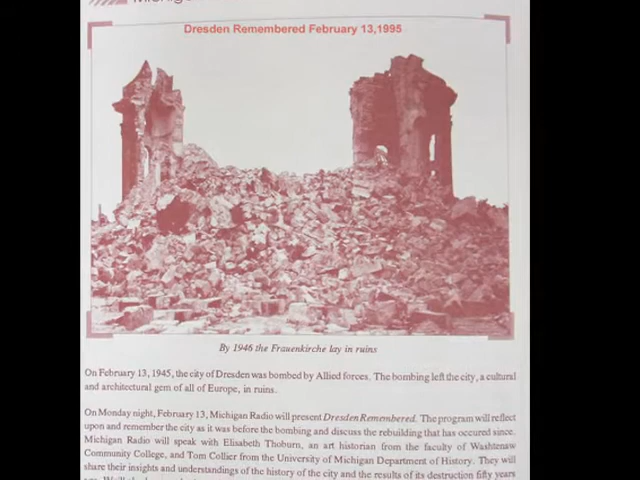 Dresden Remembered February 13,1995
By 1946 the Frauenkirche lay in ruins
On February 13, 1945, the city of Dresden was bombed by Allied forces. The bombing left the city, a cultural
and architectural gem of all of Europe, in ruins.
On Monday night, February 13, Michigan Radio will present Dresden Remembered. The program will reflect
upon and remember the city as it was before the bombing and discuss the rebuilding that has occured since.
Michigan Radio will speak with Elisabeth Thoburn, an art historian from the faculty of Washtenaw
Community College, and Tom Collier from the University of Michigan Department of History. They will
share their insights and understandings of the history of the city and the results of its destruction fifty years